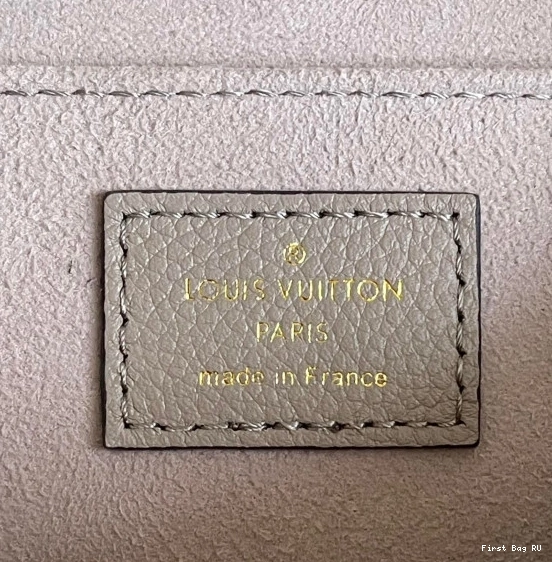 ®
LOUIS VUITTON
PARIS
made in France
First Bag RU